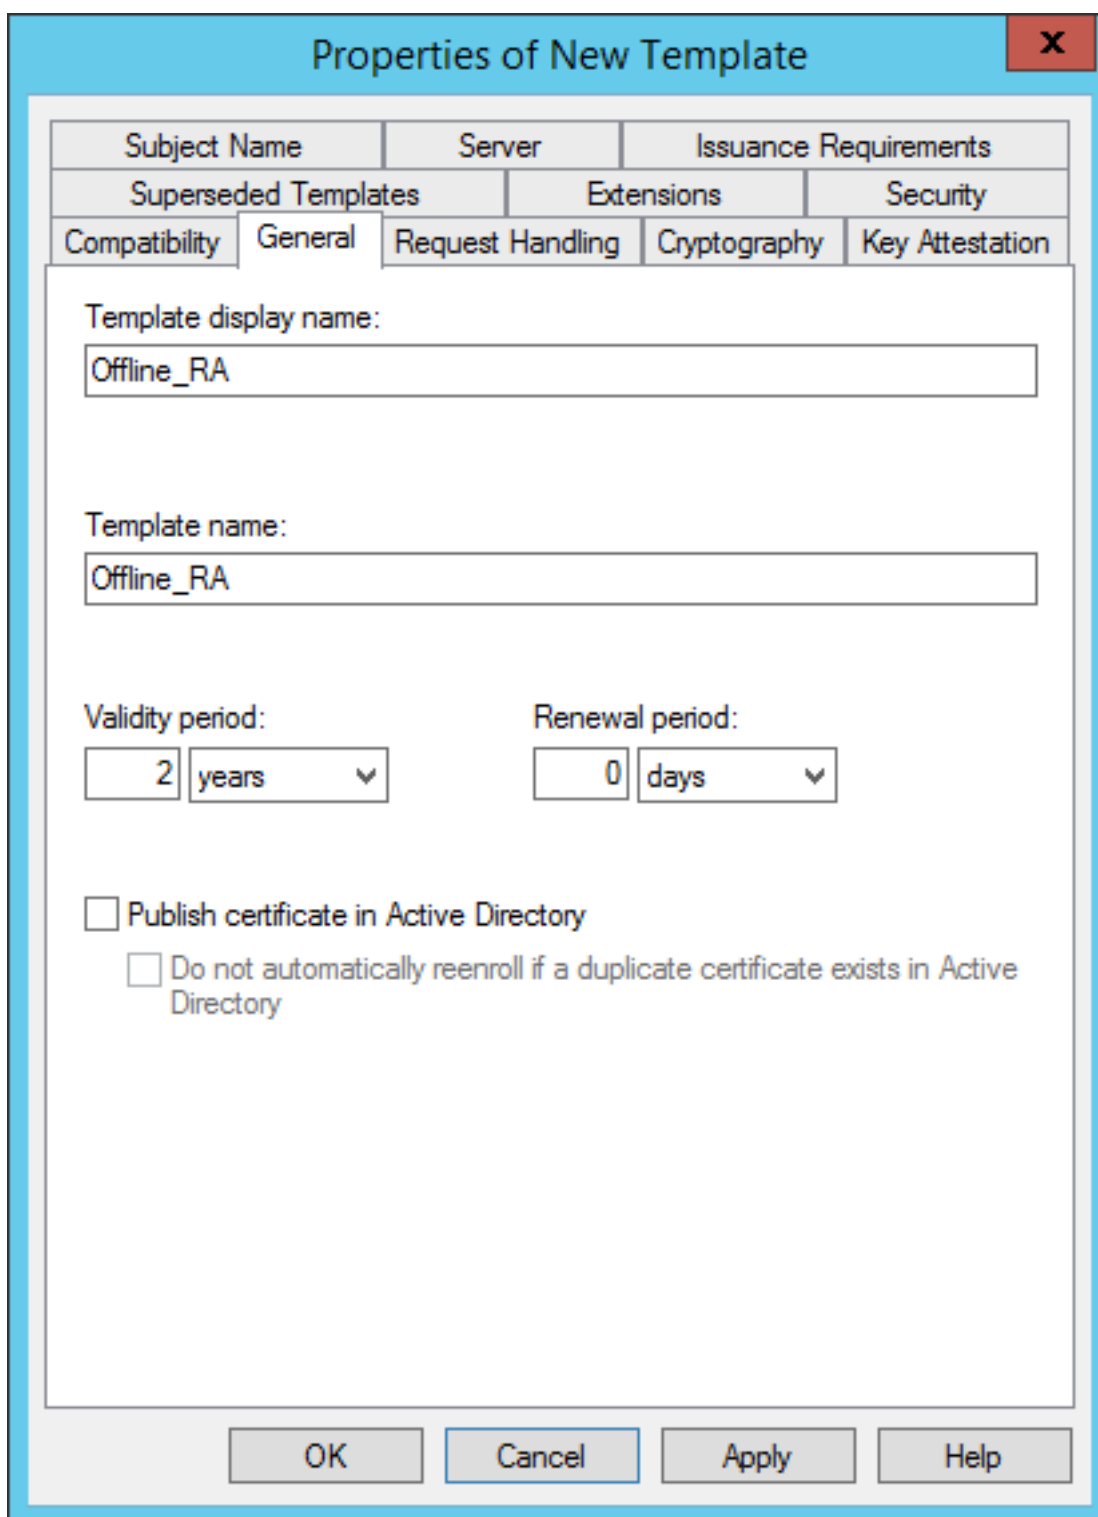 Properties of New Template
x
Subject Name Server Issuance Requirements
Superseded Templates Extensions Security
Compatibility General Request Handling Cryptography Key Attestation
Template display name:
Offline_RA
Template name:
Offline_RA
Validity period: Renewal period:
2 years 0 days
Publish certificate in Active Directory
Do not automatically reenroll if a duplicate certificate exists in Active
Directory
OK Cancel Apply Help